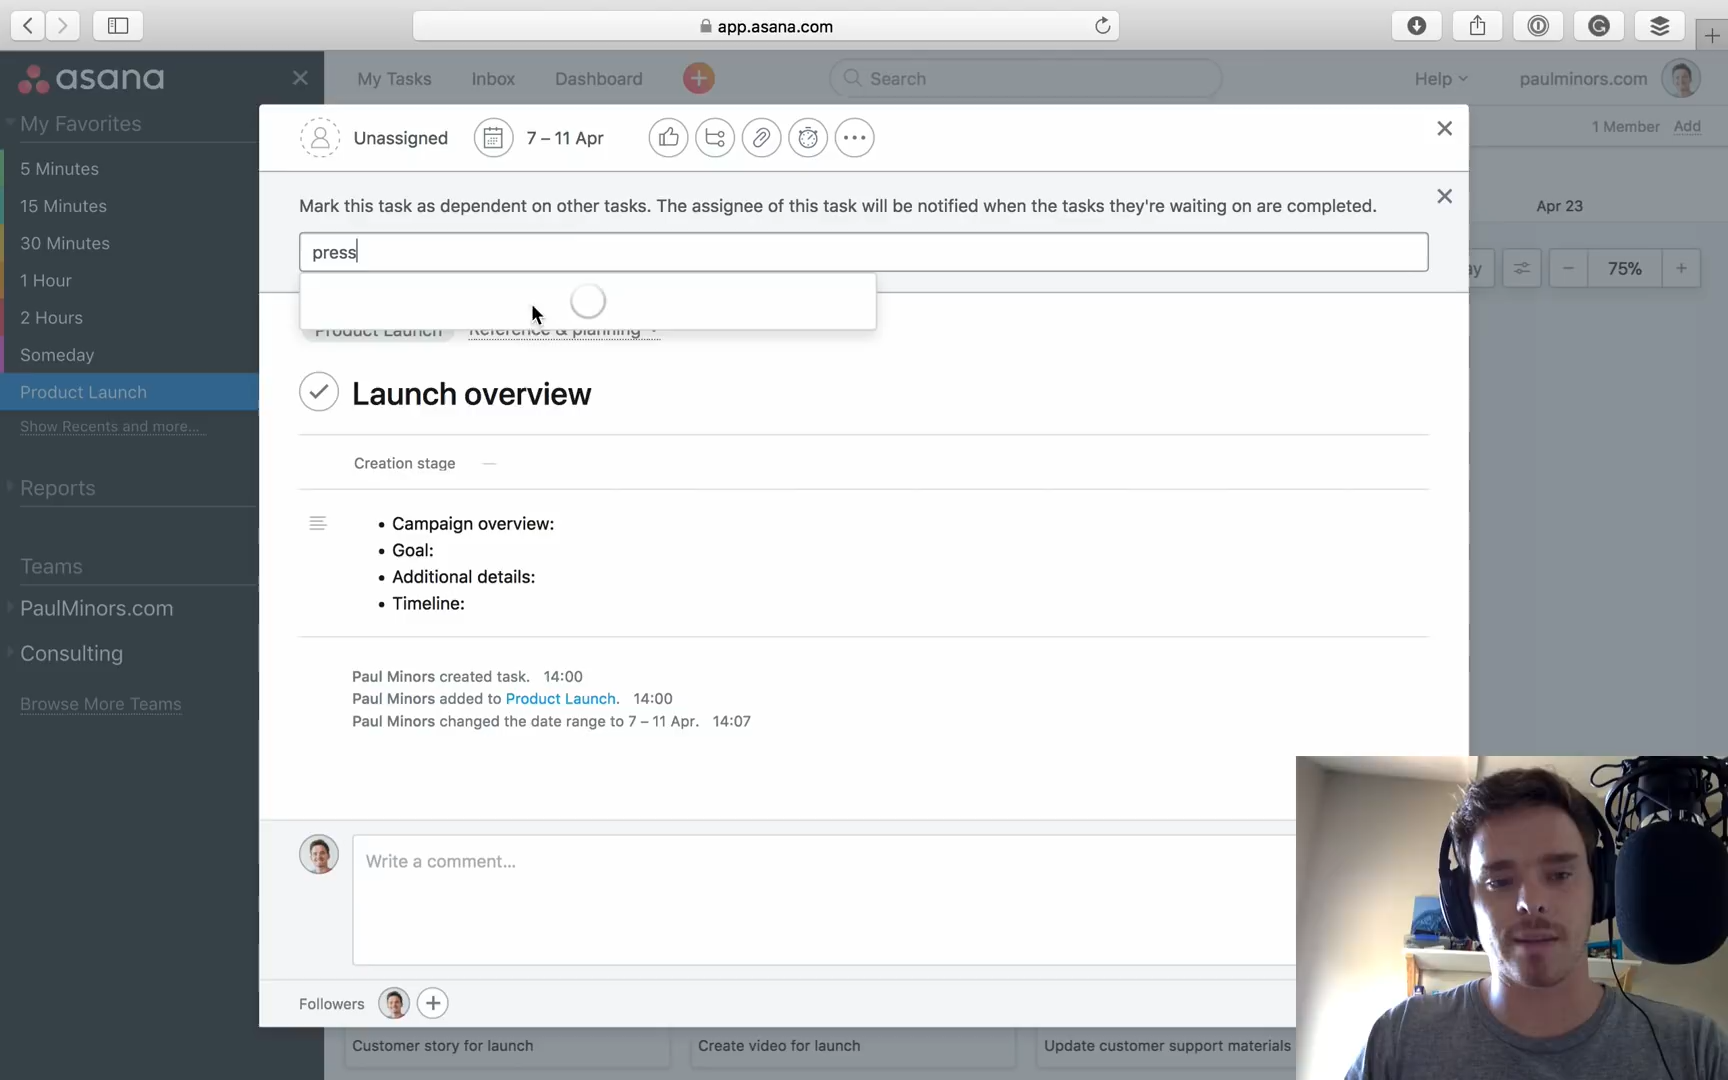 app.asana.com
asana
My Tasks
Inbox
Dashboard
Search
Help
paulminors.com
My Favorites
5 Minutes
15 Minutes
30 Minutes
1 Hour
2 Hours
Someday
Product Launch
Show Recents and more...
Reports
Teams
PaulMinors.com
Consulting
Browse More Teams
1 Member
Add
Apr 23
75%
Unassigned
7 – 11 Apr
Mark this task as dependent on other tasks. The assignee of this task will be notified when the tasks they're waiting on are completed.
press
Product Launch
Reference & planning
Launch overview
Creation stage —
• Campaign overview:
• Goal:
• Additional details:
• Timeline:
Paul Minors created task. 14:00
Paul Minors added to Product Launch. 14:00
Paul Minors changed the date range to 7 – 11 Apr. 14:07
Write a comment...
Followers
Customer story for launch
Create video for launch
Update customer support materials